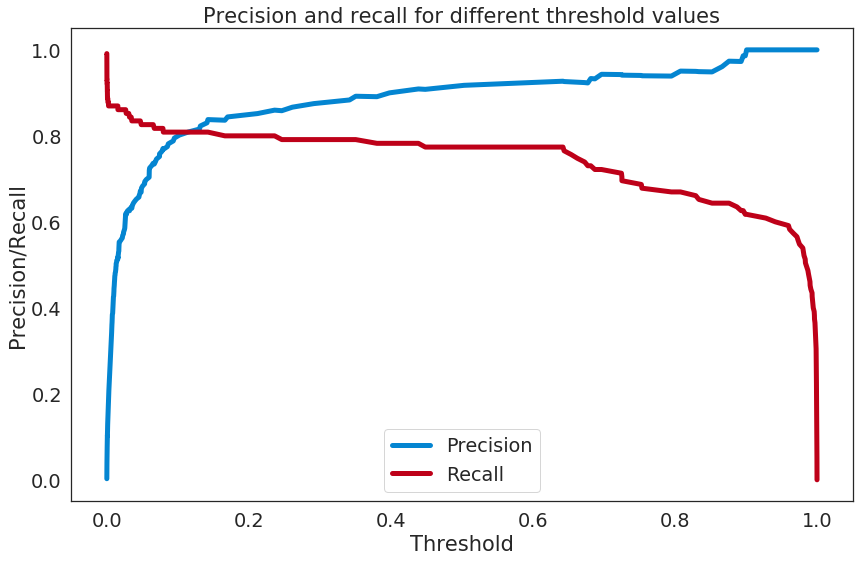 Precision and recall for different threshold values
Precision/Recall
1.0
0.8
0.6
0.4
0.2
0.0
Precision
Recall
0.0 0.2 0.4 0.6 0.8 1.0
Threshold